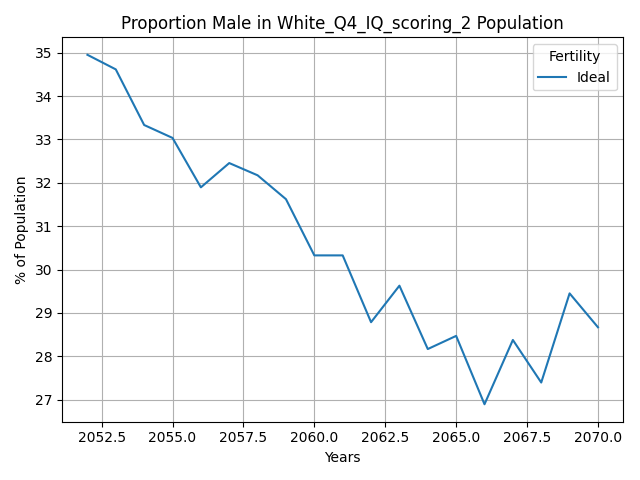 Proportion Male in White_Q4_IQ_scoring_2 Population
Fertility
Ideal
35
34
33
32
31
30
29
28
27
% of Population
2052.5 2055.0 2057.5 2060.0 2062.5 2065.0 2067.5 2070.0
Years